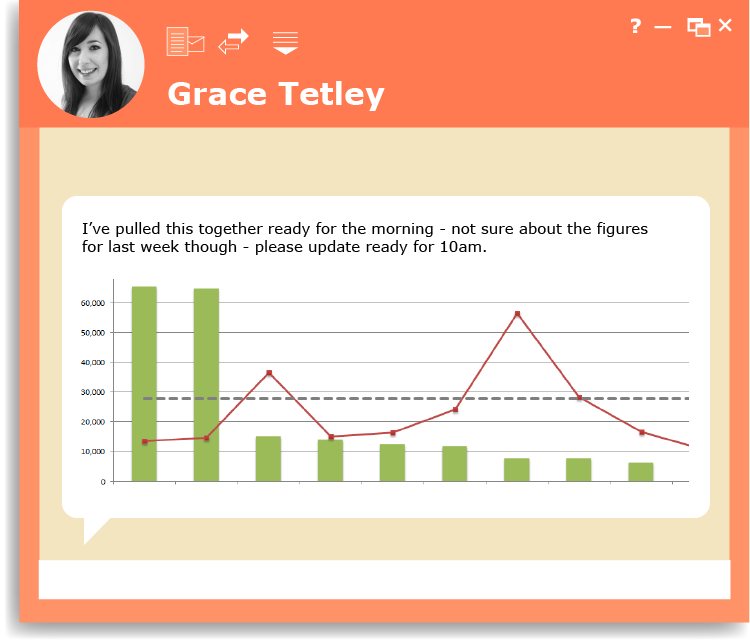 ?
Grace Tetley
I’ve pulled this together ready for the morning - not sure about the figures
for last week though - please update ready for 10am.
60,000
50,000
40,000
30,000
20,000
10,000
0